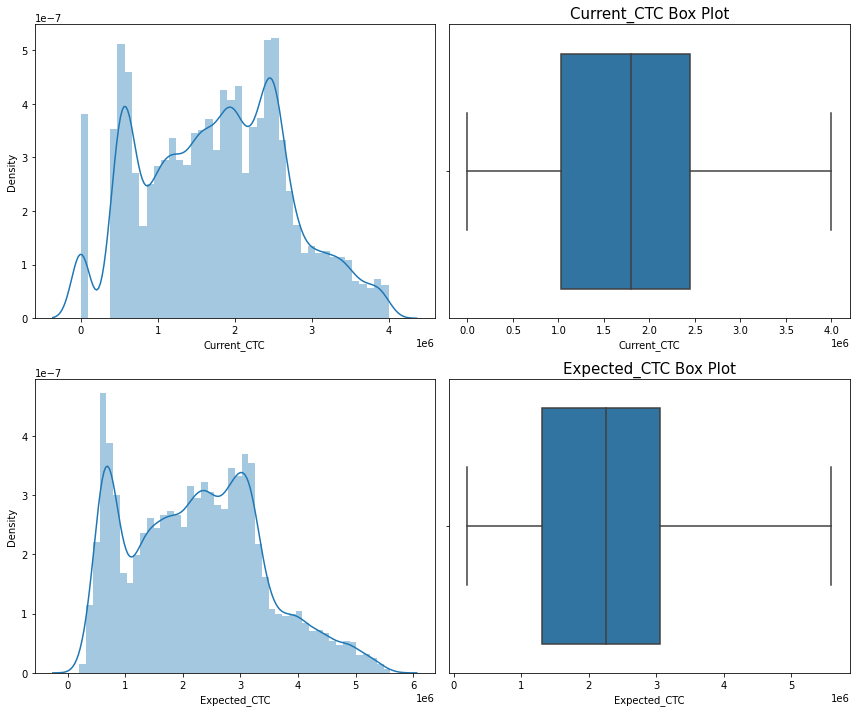 1e−7
5
4
3
2
1
0
Density
0 1 2 3 4
1e6
Current_CTC
Current_CTC Box Plot
0.0 0.5 1.0 1.5 2.0 2.5 3.0 3.5 4.0
1e6
Current_CTC
1e−7
4
3
2
1
0
Density
0 1 2 3 4 5 6
1e6
Expected_CTC
Expected_CTC Box Plot
0 1 2 3 4 5
1e6
Expected_CTC